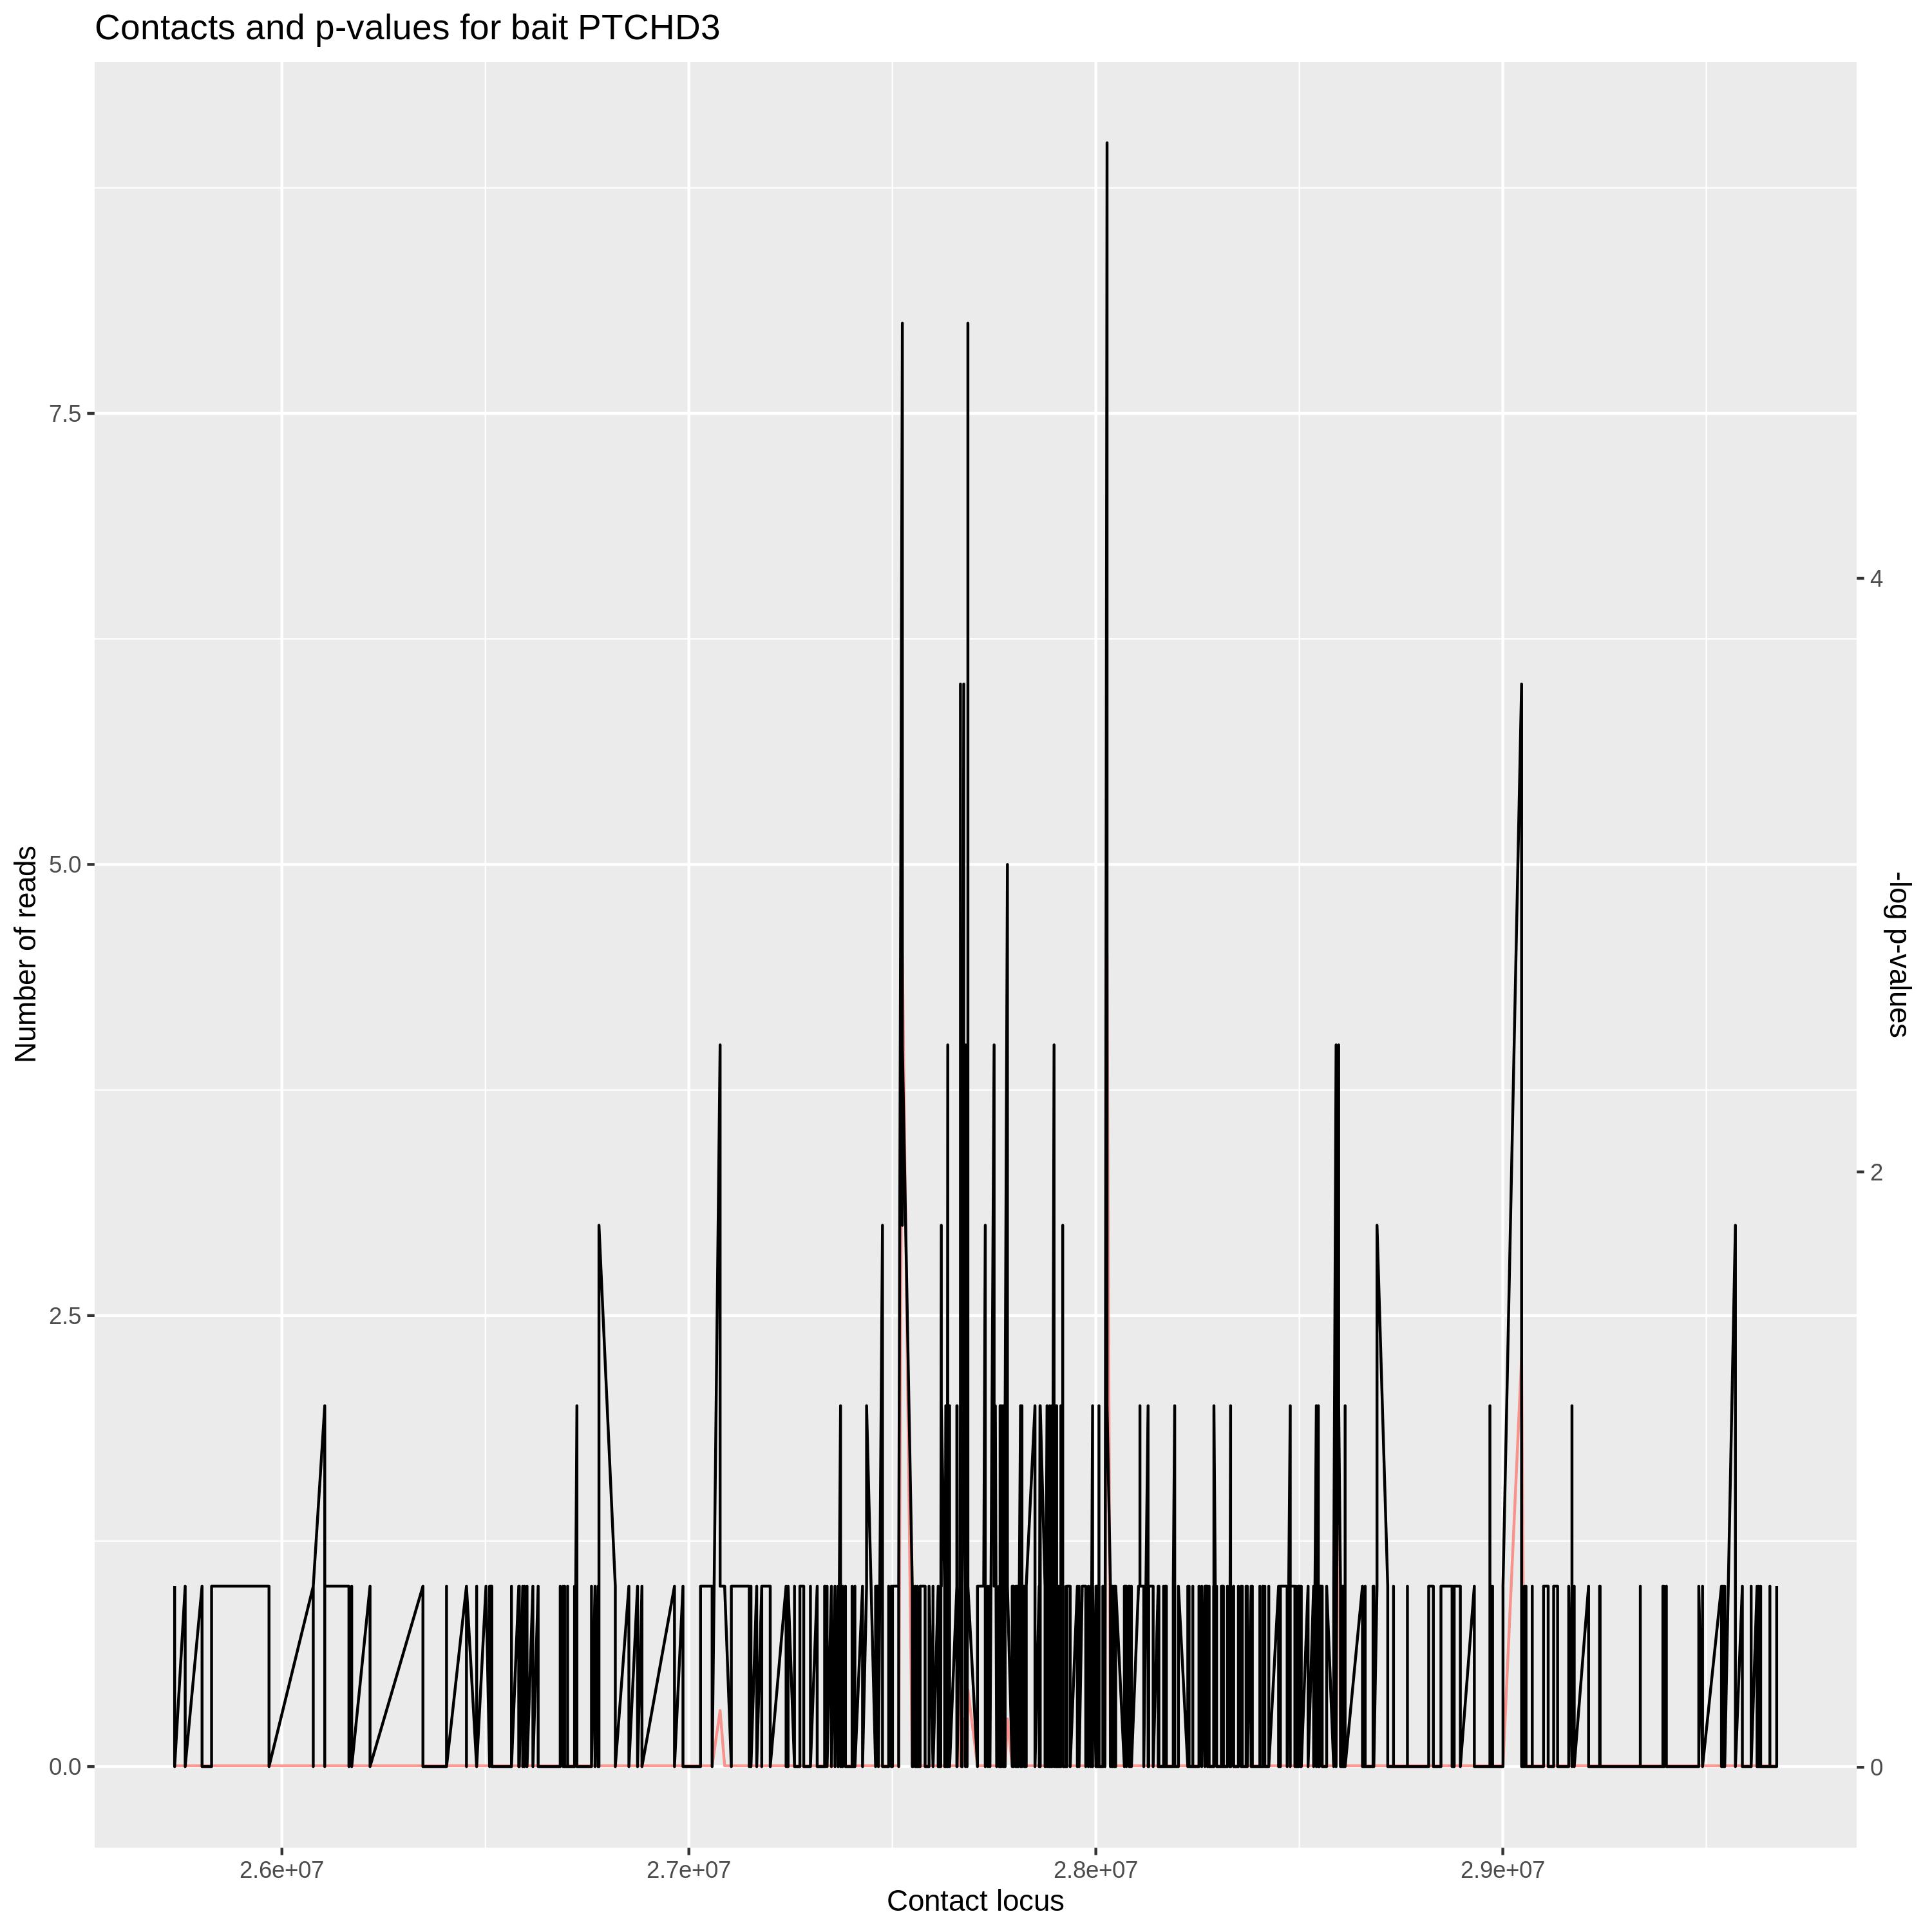 Contacts and p-values for bait PTCHD3
Number of reads
7.5
5.0
2.5
0.0
4
2
0
-log p-values
2.6e+07
2.7e+07
2.8e+07
2.9e+07
Contact locus